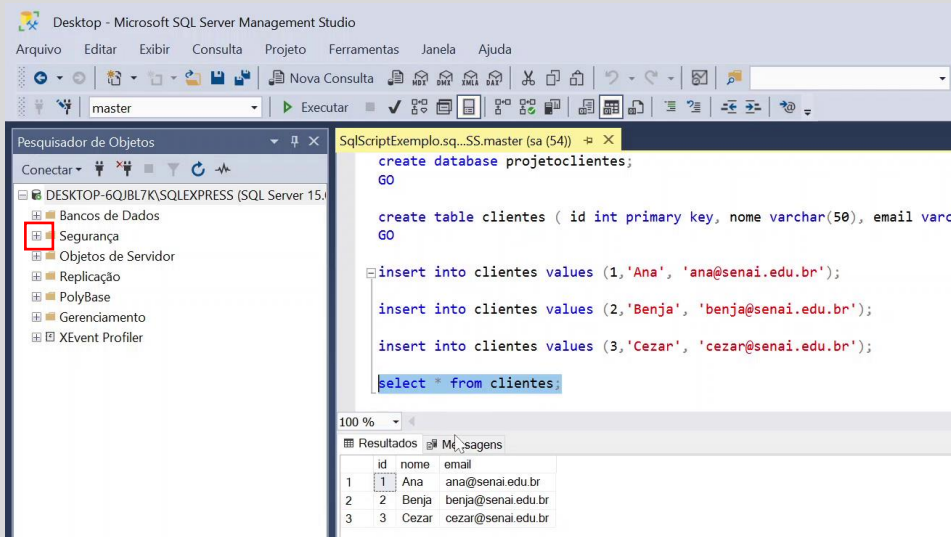 Desktop - Microsoft SQL Server Management Studio
Arquivo Editar Exibir Consulta Projeto Ferramentas Janela Ajuda
Nova Consulta MDX DMX XMLA DAX
master Executar
Pesquisador de Objetos
SqlScriptExemplo.sq...SS.master (sa (54))
Conectar
DESKTOP-6QJBL7K\SQLEXPRESS (SQL Server 15.
Bancos de Dados
Segurança
Objetos de Servidor
Replicação
PolyBase
Gerenciamento
XEvent Profiler
create database projetoclientes;
GO
create table clientes ( id int primary key, nome varchar(50), email varc
GO
insert into clientes values (1,'Ana', 'ana@senai.edu.br');
insert into clientes values (2,'Benja', 'benja@senai.edu.br');
insert into clientes values (3,'Cezar', 'cezar@senai.edu.br');
select * from clientes;
100 %
Resultados Mensagens
id nome email
1 1 Ana ana@senai.edu.br
2 2 Benja benja@senai.edu.br
3 3 Cezar cezar@senai.edu.br